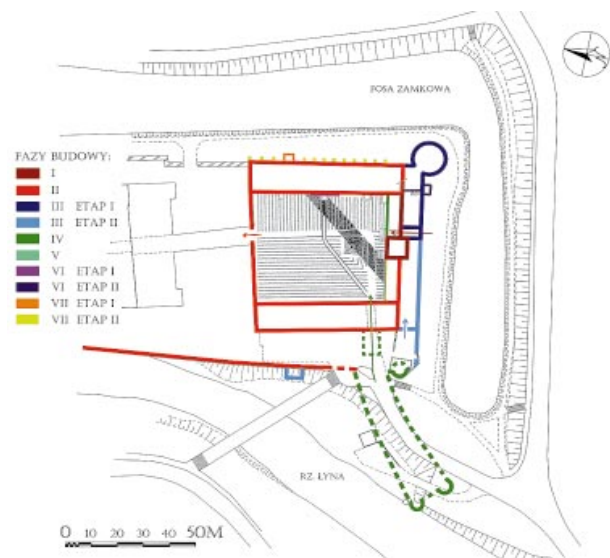 FOSA ZAMKOWA
FAZY BUDOWY:
I
II
III ETAP I
III ETAP II
IV
V
VI ETAP I
VI ETAP II
VII ETAP I
VII ETAP II
RZ. ŁYNA
0 10 20 30 40 50M